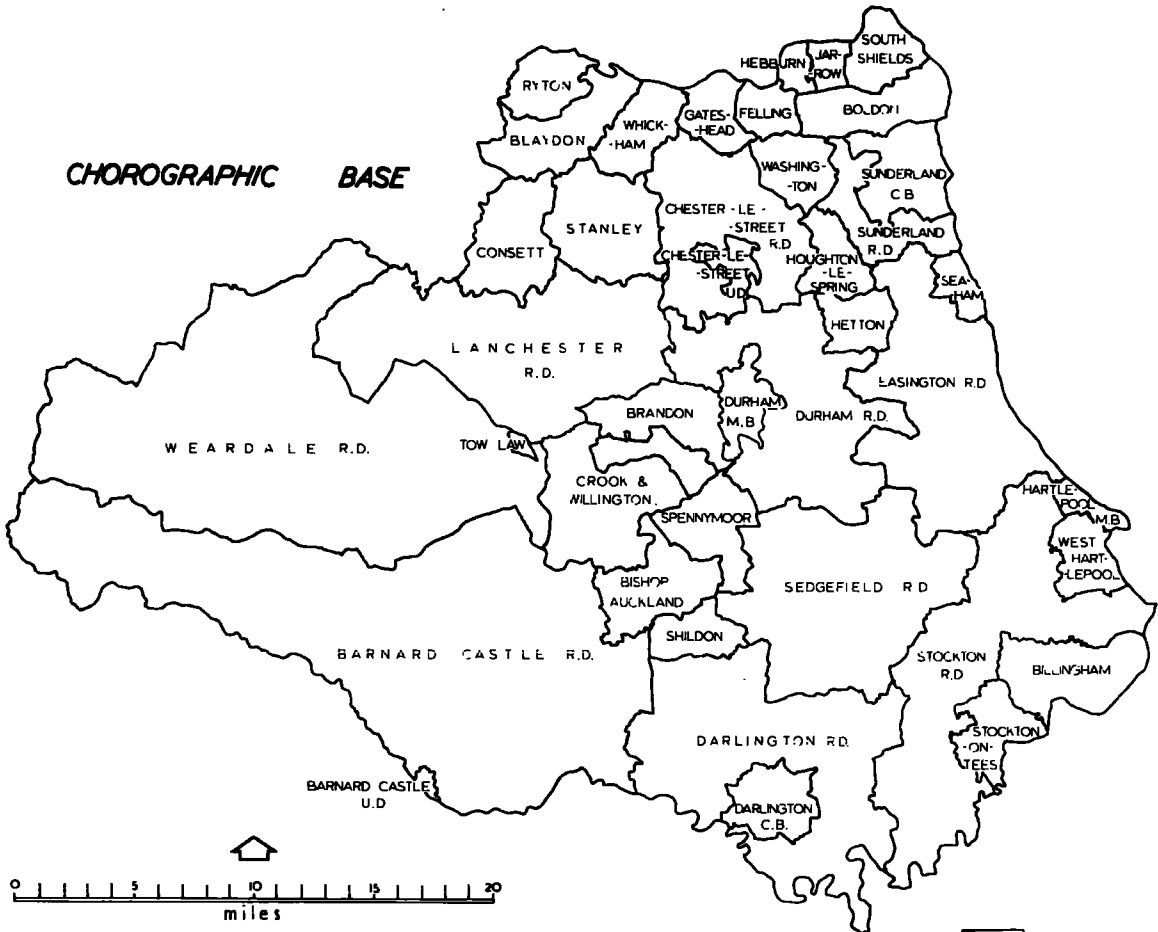 CHOROGRAPHIC BASE
SOUTH
SHIELDS
JAR-
ROW
HEBBURN
RYTON
BOLDON
FELLING
GATES-
-HEAD
WHICK-
-HAM
BLAYDON
WASHING-
-TON
SUNDERLAND
C B
CHESTER-LE-
-STREET
R.D
STANLEY
CONSETT
SUNDERLAND
R.D
CHESTER-LE-
-STREET
U.D.
HOUGHTON
-LE-
SPRING
SEA-
HAM
HETTON
LANCHESTER
R.D.
EASINGTON R.D
BRANDON
DURHAM
M.B
DURHAM R.D.
TOW LAW
WEARDALE R.D.
CROOK &
WILLINGTON
SPENNYMOOR
HARTLE-
POOL
M.B
WEST
HART-
LEPOOL
BISHOP
AUCKLAND
SEDGEFIELD R D
SHILDON
BARNARD CASTLE R.D.
STOCKTON
R.D
BILLINGHAM
STOCKTON
-ON-
TEES
DARLINGTON R.D.
BARNARD CASTLE
U.D
DARLINGTON
C.B.
0 5 10 15 20
miles